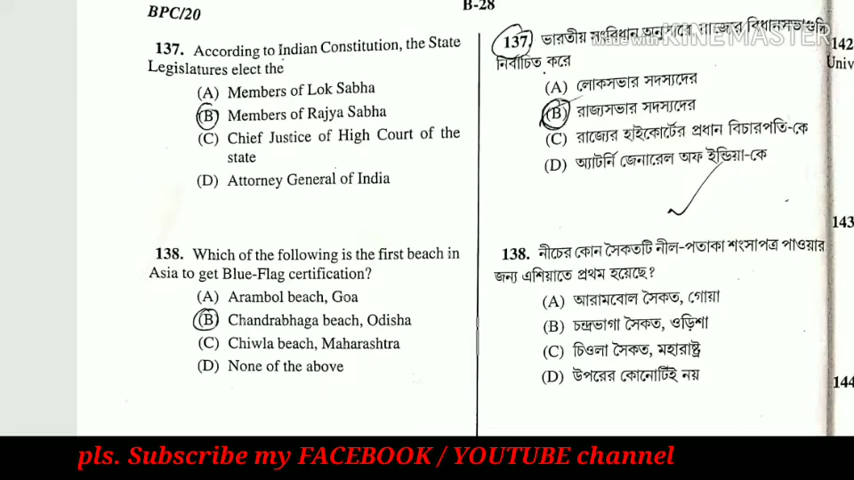 BPC/20
B-28
137. According to Indian Constitution, the State
Legislatures elect the
(A) Members of Lok Sabha
(B) Members of Rajya Sabha
(C) Chief Justice of High Court of the
state
(D) Attorney General of India
138. Which of the following is the first beach in
Asia to get Blue-Flag certification?
(A) Arambol beach, Goa
(B) Chandrabhaga beach, Odisha
(C) Chiwla beach, Maharashtra
(D) None of the above
137. ভারতীয় সংবিধান অনুসারে রাজ্যের বিধানসভাগুলি
নির্বাচিত করে
(A) লোকসভার সদস্যদের
(B) রাজ্যসভার সদস্যদের
(C) রাজ্যের হাইকোর্টের প্রধান বিচারপতি-কে
(D) অ্যাটর্নি জেনারেল অফ ইন্ডিয়া-কে
138. নীচের কোন সৈকতটি নীল-পতাকা শংসাপত্র পাওয়ার
জন্য এশিয়াতে প্রথম হয়েছে?
(A) আরামবোল সৈকত, গোয়া
(B) চন্দ্রভাগা সৈকত, ওড়িশা
(C) চিওলা সৈকত, মহারাষ্ট্র
(D) উপরের কোনোটিই নয়
Made with KINEMASTER
142
Univ
143
144
pls. Subscribe my FACEBOOK / YOUTUBE channel